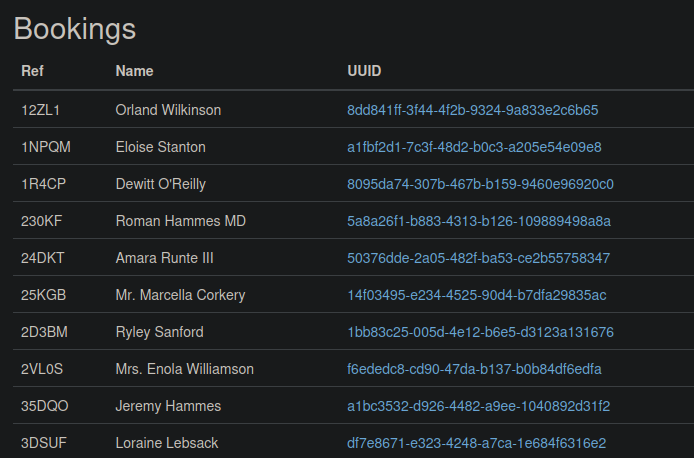 Bookings
Ref Name UUID
12ZL1 Orland Wilkinson 8dd841ff-3f44-4f2b-9324-9a833e2c6b65
1NPQM Eloise Stanton a1fbf2d1-7c3f-48d2-b0c3-a205e54e09e8
1R4CP Dewitt O'Reilly 8095da74-307b-467b-b159-9460e96920c0
230KF Roman Hammes MD 5a8a26f1-b883-4313-b126-109889498a8a
24DKT Amara Runte III 50376dde-2a05-482f-ba53-ce2b55758347
25KGB Mr. Marcella Corkery 14f03495-e234-4525-90d4-b7dfa29835ac
2D3BM Ryley Sanford 1bb83c25-005d-4e12-b6e5-d3123a131676
2VL0S Mrs. Enola Williamson f6ededc8-cd90-47da-b137-b0b84df6edfa
35DQO Jeremy Hammes a1bc3532-d926-4482-a9ee-1040892d31f2
3DSUF Loraine Lebsack df7e8671-e323-4248-a7ca-1e684f6316e2